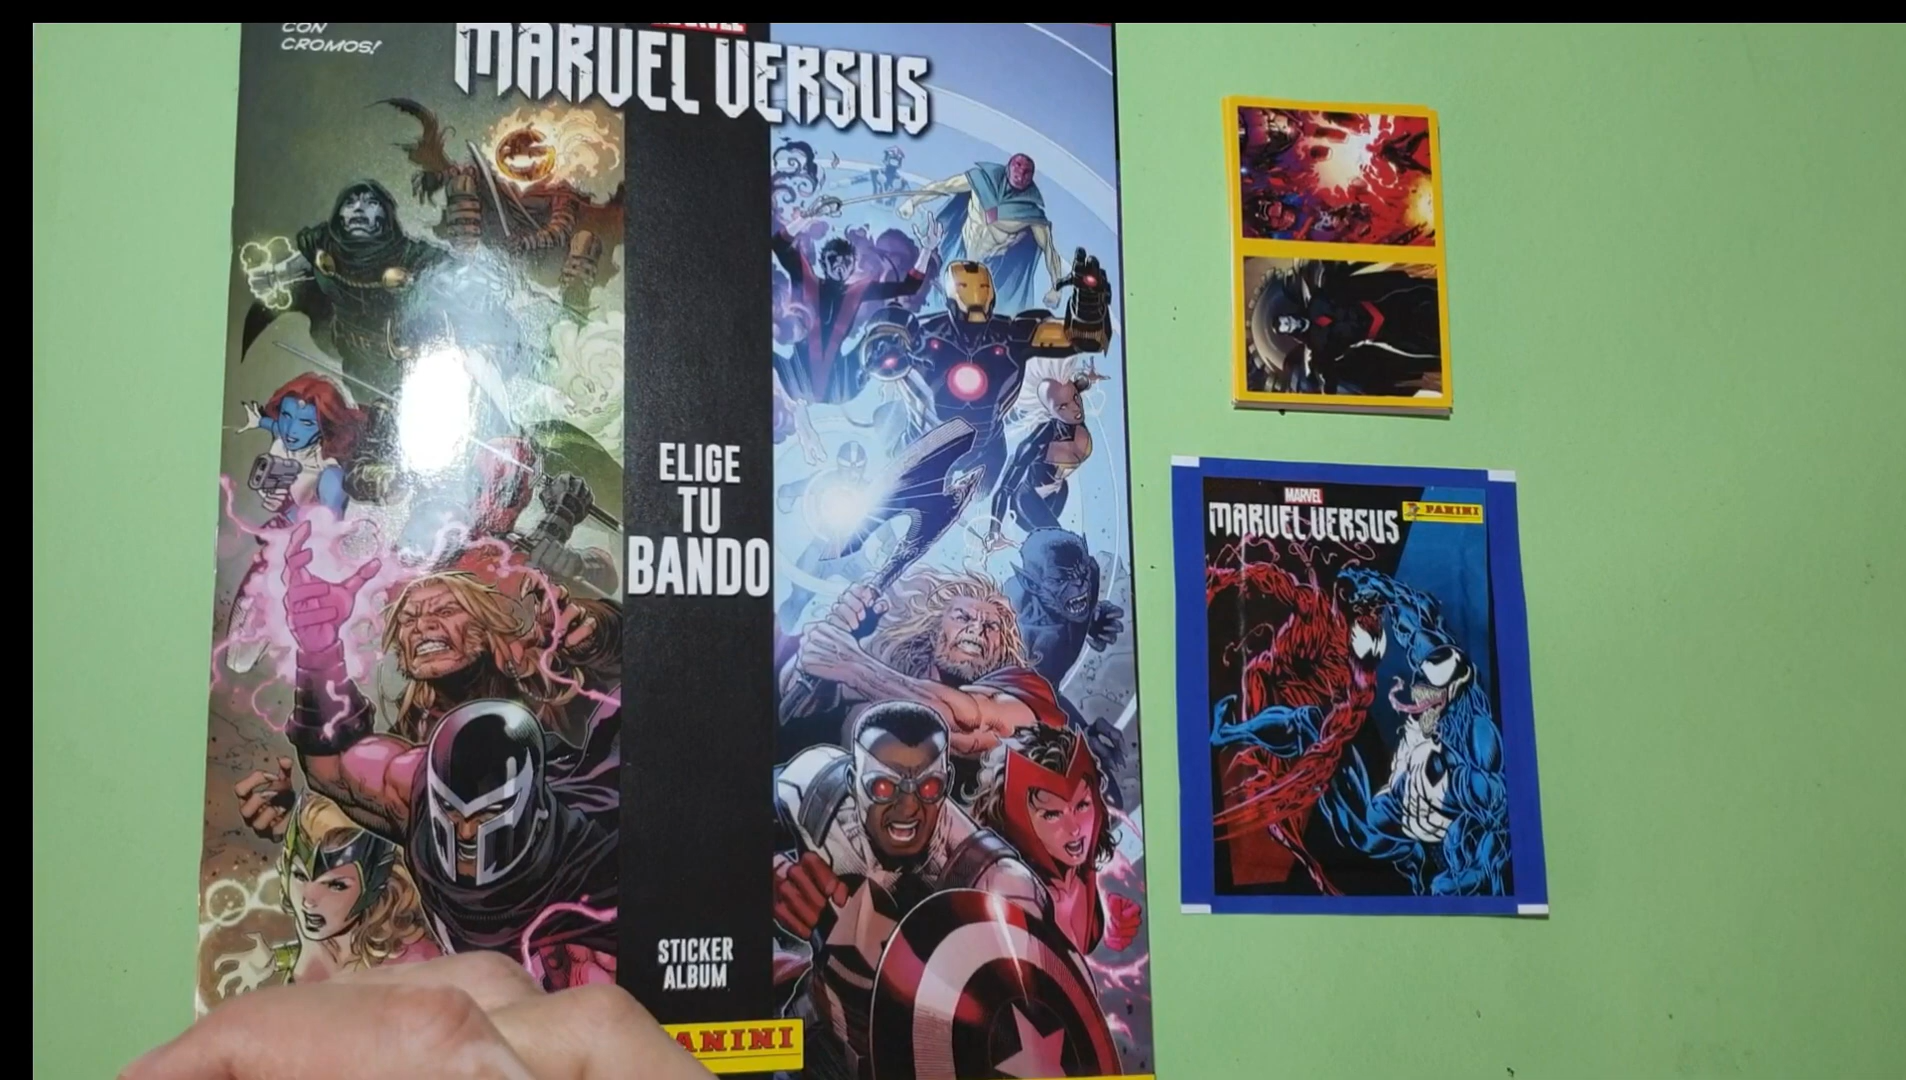 CON
CROMOS!
MARVEL VERSUS
ELIGE
TU
BANDO
STICKER
ALBUM
PANINI
MARVEL
MARVEL VERSUS
PANINI